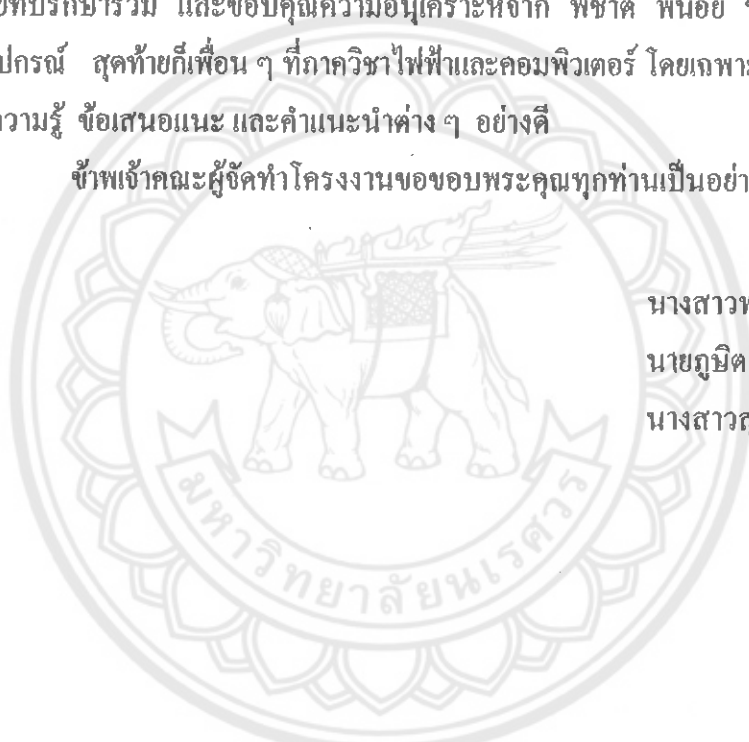 ที่ปรึกษาร่วม และขอบคุณความอนุเคราะห์จาก พี่ชาติ พี่น้อย
ปกรณ์ สุดท้ายก็เพื่อน ๆ ที่ภาควิชาไฟฟ้าและคอมพิวเตอร์ โดยเฉพาะ
วามรู้ ข้อเสนอแนะ และคำแนะนำต่าง ๆ อย่างดี
ข้าพเจ้าคณะผู้จัดทำโครงงานขอขอบพระคุณทุกท่านเป็นอย่า
นางสาวพ
นายภูษิต
นางสาวสุ
มหาวิทยาลัยนเรศวร